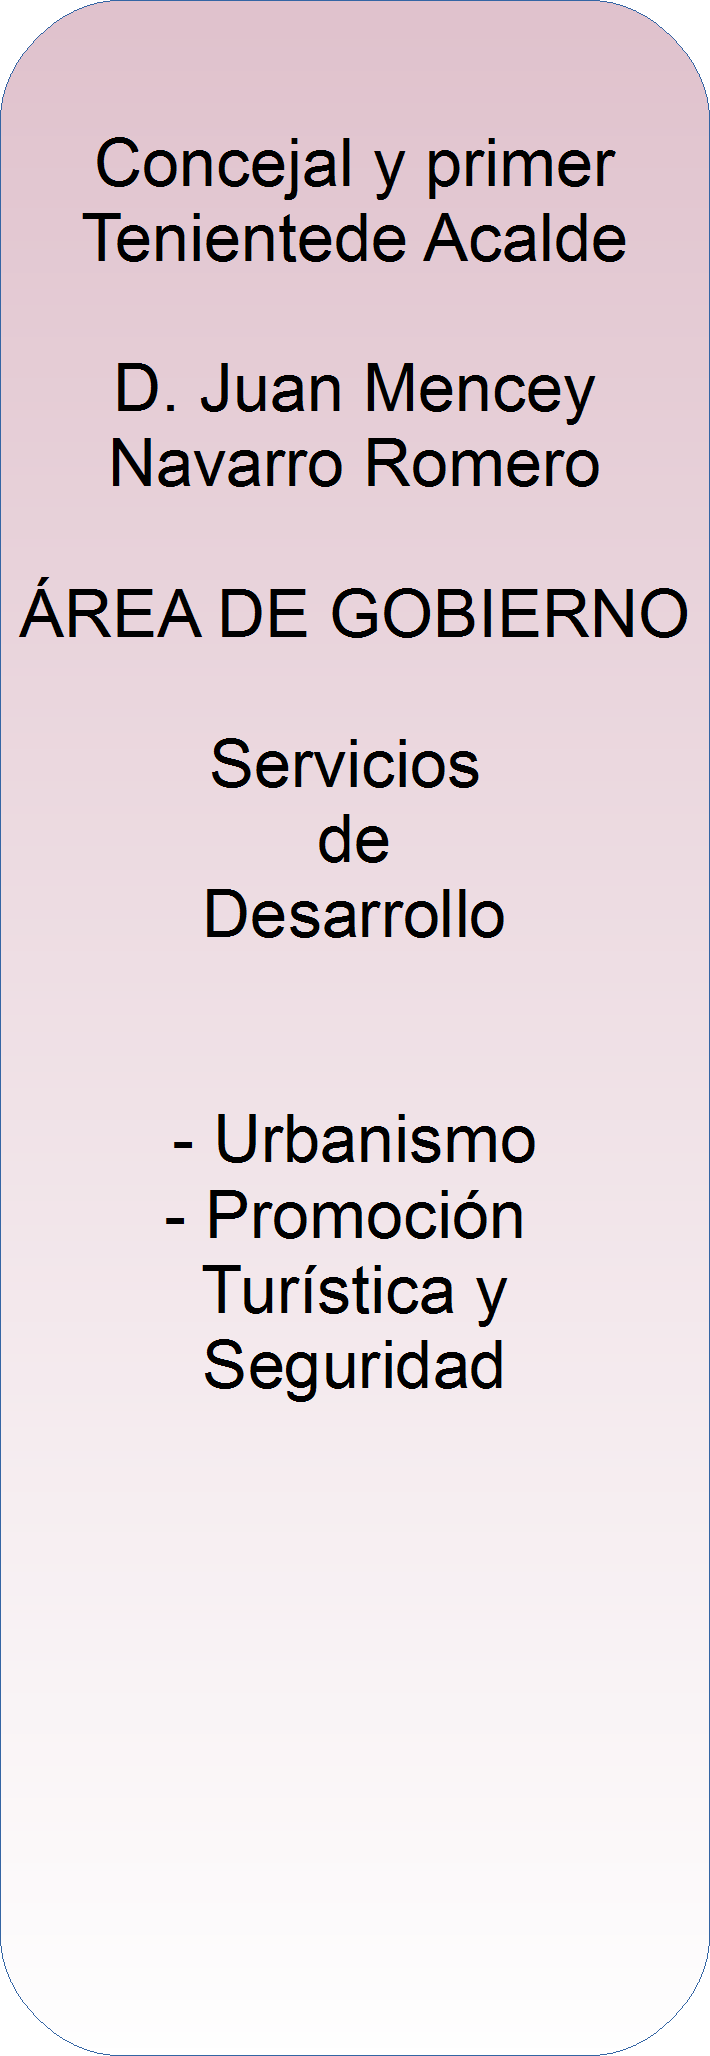 Concejal y primer
Tenientede Acalde
D. Juan Mencey
Navarro Romero
ÁREA DE GOBIERNO
Servicios
de
Desarrollo
- Urbanismo
- Promoción
Turística y
Seguridad